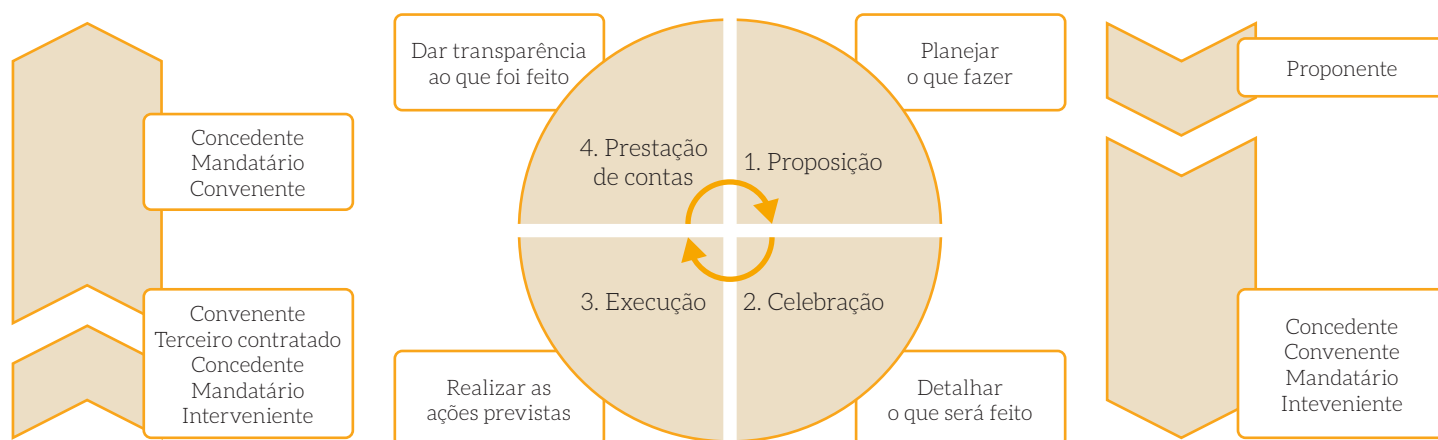 Dar transparência
ao que foi feito
Planejar
o que fazer
Proponente
Concedente
Mandatário
Convenente
4. Prestação
de contas
1. Proposição
3. Execução
2. Celebração
Convenente
Terceiro contratado
Concedente
Mandatário
Interveniente
Realizar as
ações previstas
Detalhar
o que será feito
Concedente
Convenente
Mandatário
Inteveniente